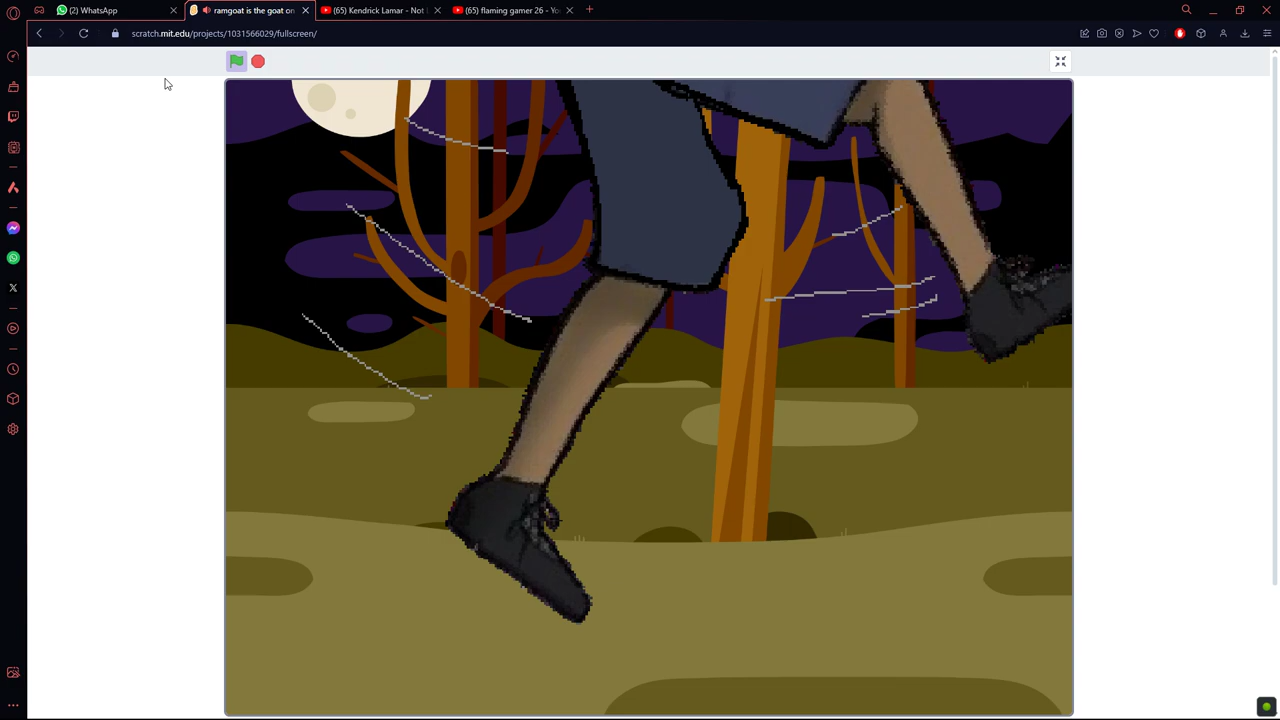 (2) WhatsApp
ramgoat is the goat on
(65) Kendrick Lamar - Not
(65) flaming gamer 26 - You
scratch.mit.edu/projects/1031566029/fullscreen/